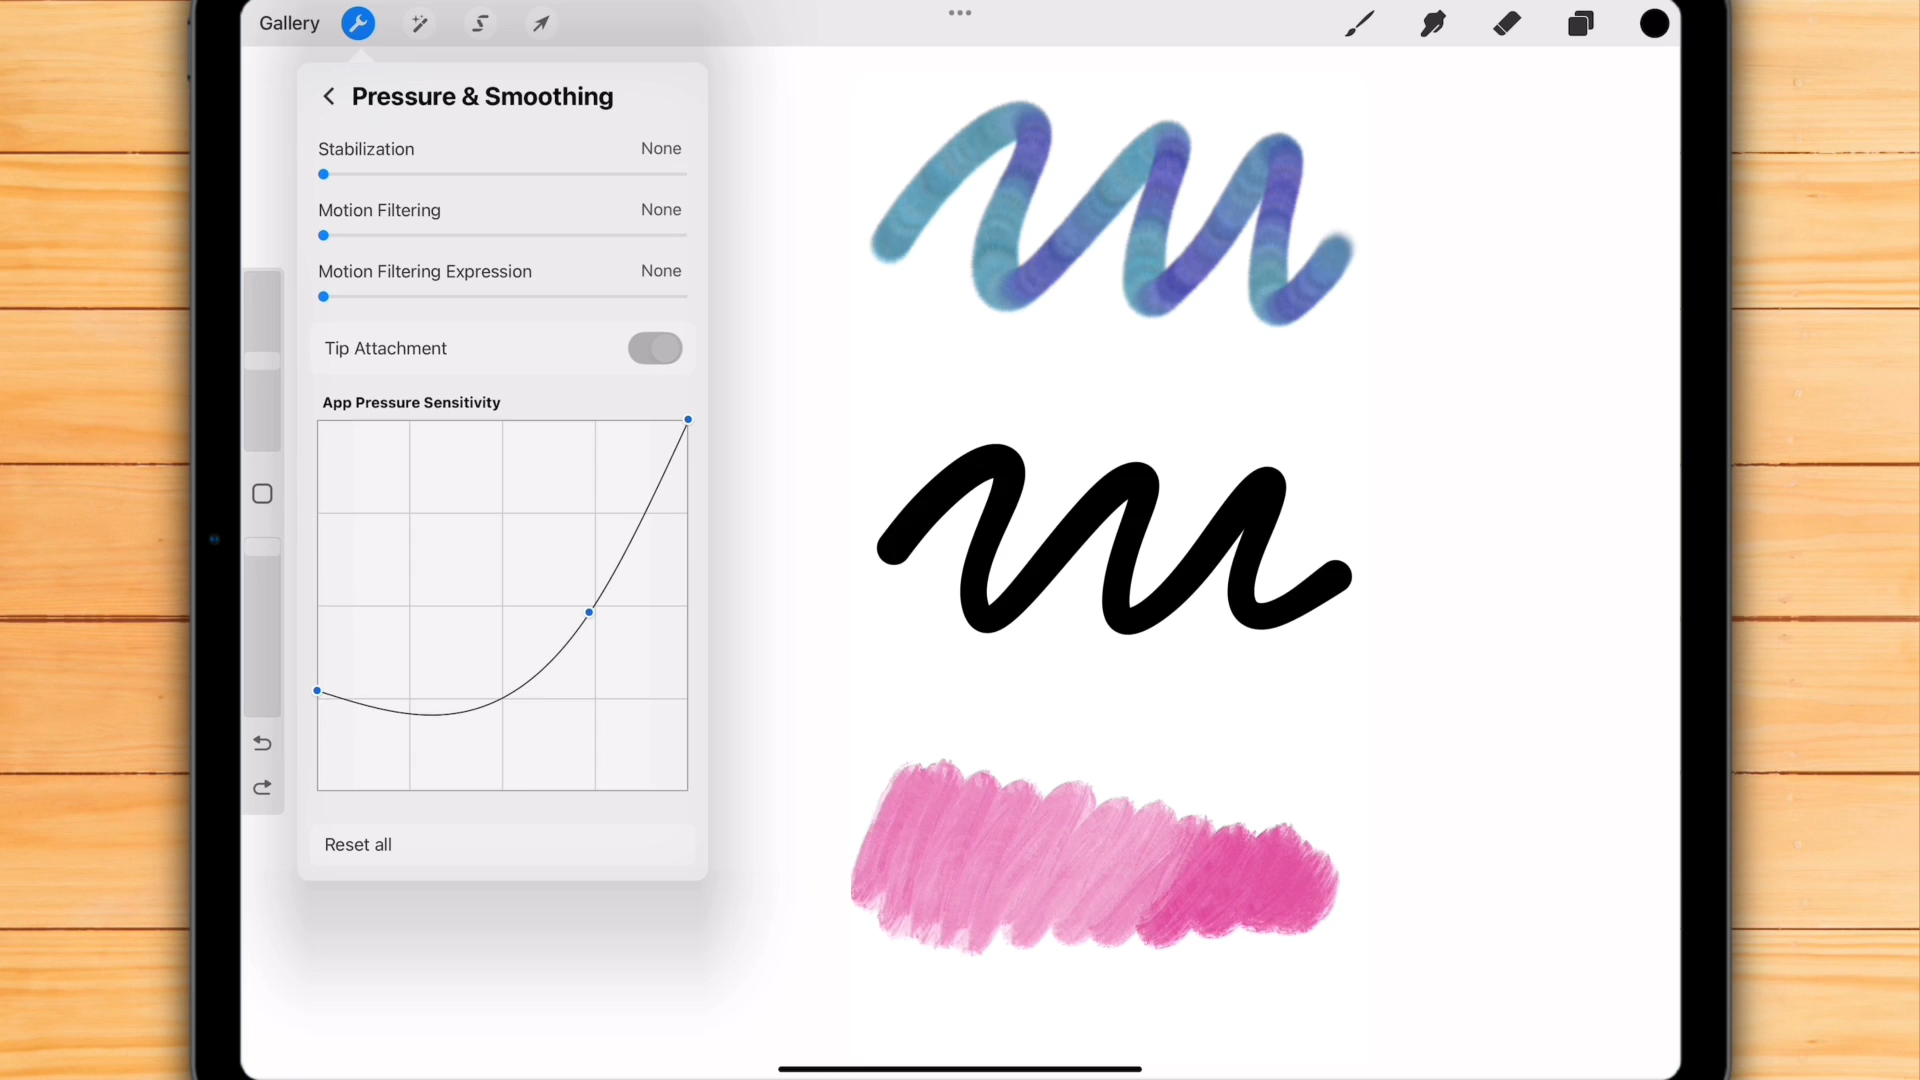 Gallery
Pressure & Smoothing
Stabilization None
Motion Filtering None
Motion Filtering Expression None
Tip Attachment
App Pressure Sensitivity
Reset all